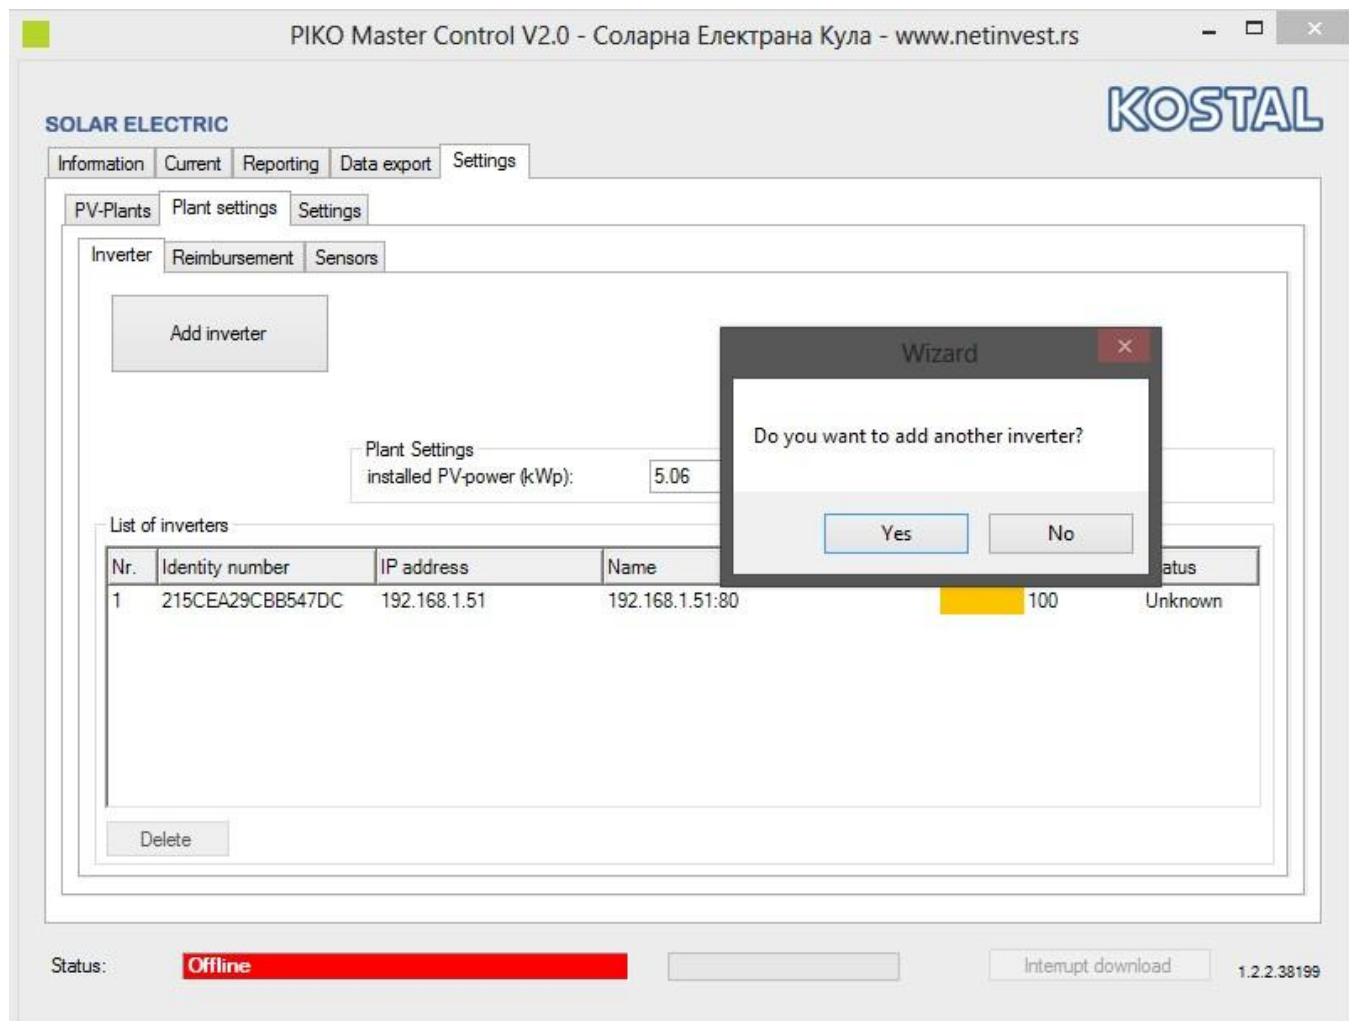 PIKO Master Control V2.0 - Соларна Електрана Кула - www.netinvest.rs
KOSTAL
SOLAR ELECTRIC
Information Current Reporting Data export Settings
PV-Plants Plant settings Settings
Inverter Reimbursement Sensors
Add inverter
Wizard
Do you want to add another inverter?
Yes No
Plant Settings
installed PV-power (kWp): 5.06
List of inverters
Nr. Identity number IP address Name
1 215CEA29CBB547DC 192.168.1.51 192.168.1.51:80 100 Unknown
Delete
Status: Offline Interrupt download 1.2.2.38199